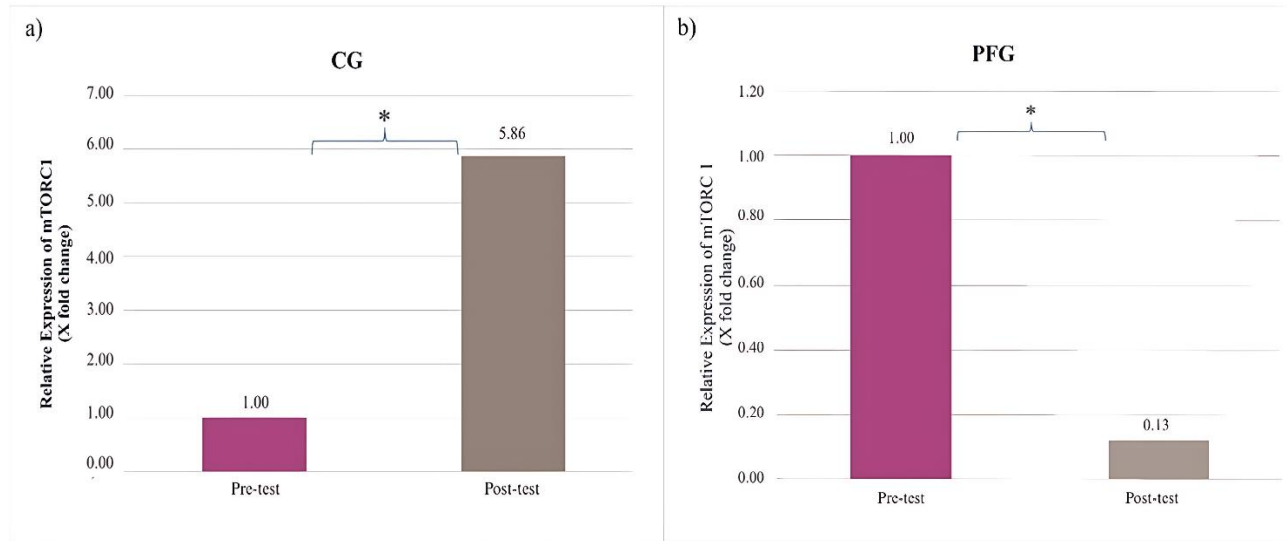 a)
CG
Relative Expression of mTORC1
(X fold change)
7.00
6.00
5.00
4.00
3.00
2.00
1.00
0.00
*
1.00
5.86
Pre-test
Post-test
b)
PFG
Relative Expression of mTORC 1
(X fold change)
1.20
1.00
0.80
0.60
0.40
0.20
0.00
1.00
*
0.13
Pre-test
Post-test